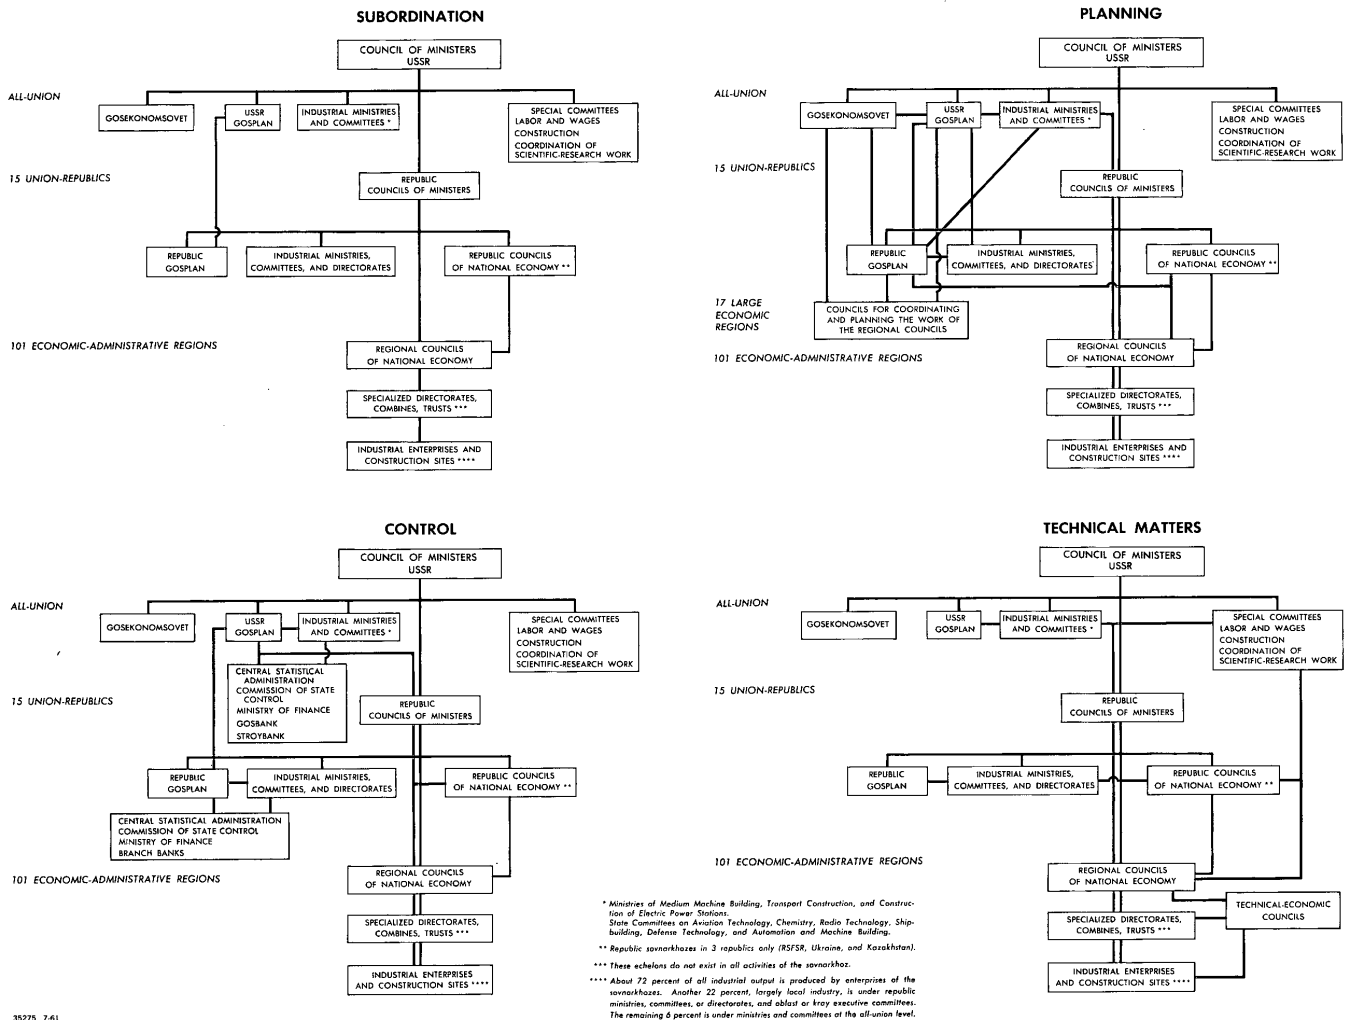 SUBORDINATION
COUNCIL OF MINISTERS
USSR
ALL-UNION
GOSEKONOMSOVET
USSR
GOSPLAN
INDUSTRIAL MINISTRIES
AND COMMITTEES *
SPECIAL COMMITTEES
LABOR AND WAGES
CONSTRUCTION
COORDINATION OF
SCIENTIFIC-RESEARCH WORK
15 UNION-REPUBLICS
REPUBLIC
COUNCILS OF MINISTERS
REPUBLIC
GOSPLAN
INDUSTRIAL MINISTRIES,
COMMITTEES, AND DIRECTORATES
REPUBLIC COUNCILS
OF NATIONAL ECONOMY **
101 ECONOMIC-ADMINISTRATIVE REGIONS
REGIONAL COUNCILS
OF NATIONAL ECONOMY
SPECIALIZED DIRECTORATES,
COMBINES, TRUSTS ***
INDUSTRIAL ENTERPRISES AND
CONSTRUCTION SITES ****
PLANNING
COUNCIL OF MINISTERS
USSR
ALL-UNION
GOSEKONOMSOVET
USSR
GOSPLAN
INDUSTRIAL MINISTRIES
AND COMMITTEES *
SPECIAL COMMITTEES
LABOR AND WAGES
CONSTRUCTION
COORDINATION OF
SCIENTIFIC-RESEARCH WORK
15 UNION-REPUBLICS
REPUBLIC
COUNCILS OF MINISTERS
REPUBLIC
GOSPLAN
INDUSTRIAL MINISTRIES,
COMMITTEES, AND DIRECTORATES
REPUBLIC COUNCILS
OF NATIONAL ECONOMY **
17 LARGE
ECONOMIC
REGIONS
COUNCILS FOR COORDINATING
AND PLANNING THE WORK OF
THE REGIONAL COUNCILS
101 ECONOMIC-ADMINISTRATIVE REGIONS
REGIONAL COUNCILS
OF NATIONAL ECONOMY
SPECIALIZED DIRECTORATES,
COMBINES, TRUSTS ***
INDUSTRIAL ENTERPRISES AND
CONSTRUCTION SITES ****
CONTROL
COUNCIL OF MINISTERS
USSR
ALL-UNION
GOSEKONOMSOVET
USSR
GOSPLAN
INDUSTRIAL MINISTRIES
AND COMMITTEES *
SPECIAL COMMITTEES
LABOR AND WAGES
CONSTRUCTION
COORDINATION OF
SCIENTIFIC-RESEARCH WORK
CENTRAL STATISTICAL
ADMINISTRATION
COMMISSION OF STATE
CONTROL
MINISTRY OF FINANCE
GOSBANK
STROYBANK
15 UNION-REPUBLICS
REPUBLIC
COUNCILS OF MINISTERS
REPUBLIC
GOSPLAN
INDUSTRIAL MINISTRIES,
COMMITTEES, AND DIRECTORATES
REPUBLIC COUNCILS
OF NATIONAL ECONOMY **
CENTRAL STATISTICAL ADMINISTRATION
COMMISSION OF STATE CONTROL
MINISTRY OF FINANCE
BRANCH BANKS
101 ECONOMIC-ADMINISTRATIVE REGIONS
REGIONAL COUNCILS
OF NATIONAL ECONOMY
SPECIALIZED DIRECTORATES,
COMBINES, TRUSTS ***
INDUSTRIAL ENTERPRISES
AND CONSTRUCTION SITES ****
TECHNICAL MATTERS
COUNCIL OF MINISTERS
USSR
ALL-UNION
GOSEKONOMSOVET
USSR
GOSPLAN
INDUSTRIAL MINISTRIES
AND COMMITTEES *
SPECIAL COMMITTEES
LABOR AND WAGES
CONSTRUCTION
COORDINATION OF
SCIENTIFIC-RESEARCH WORK
15 UNION-REPUBLICS
REPUBLIC
COUNCILS OF MINISTERS
REPUBLIC
GOSPLAN
INDUSTRIAL MINISTRIES,
COMMITTEES, AND DIRECTORATES
REPUBLIC COUNCILS
OF NATIONAL ECONOMY **
101 ECONOMIC-ADMINISTRATIVE REGIONS
REGIONAL COUNCILS
OF NATIONAL ECONOMY
TECHNICAL-ECONOMIC
COUNCILS
SPECIALIZED DIRECTORATES,
COMBINES, TRUSTS ***
INDUSTRIAL ENTERPRISES
AND CONSTRUCTION SITES ****
* Ministries of Medium Machine Building, Transport Construction, and Construc-
tion of Electric Power Stations.
State Committees on Aviation Technology, Chemistry, Radio Technology, Ship-
building, Defense Technology, and Automation and Machine Building.
** Republic sovnarkhozes in 3 republics only (RSFSR, Ukraine, and Kazakhstan).
*** These echelons do not exist in all activities of the sovnarkhoz.
**** About 72 percent of all industrial output is produced by enterprises of the
sovnarkhozes. Another 22 percent, largely local industry, is under republic
ministries, committees, or directorates, and oblast or kray executive committees.
The remaining 6 percent is under ministries and committees at the all-union level.
35275 7-61